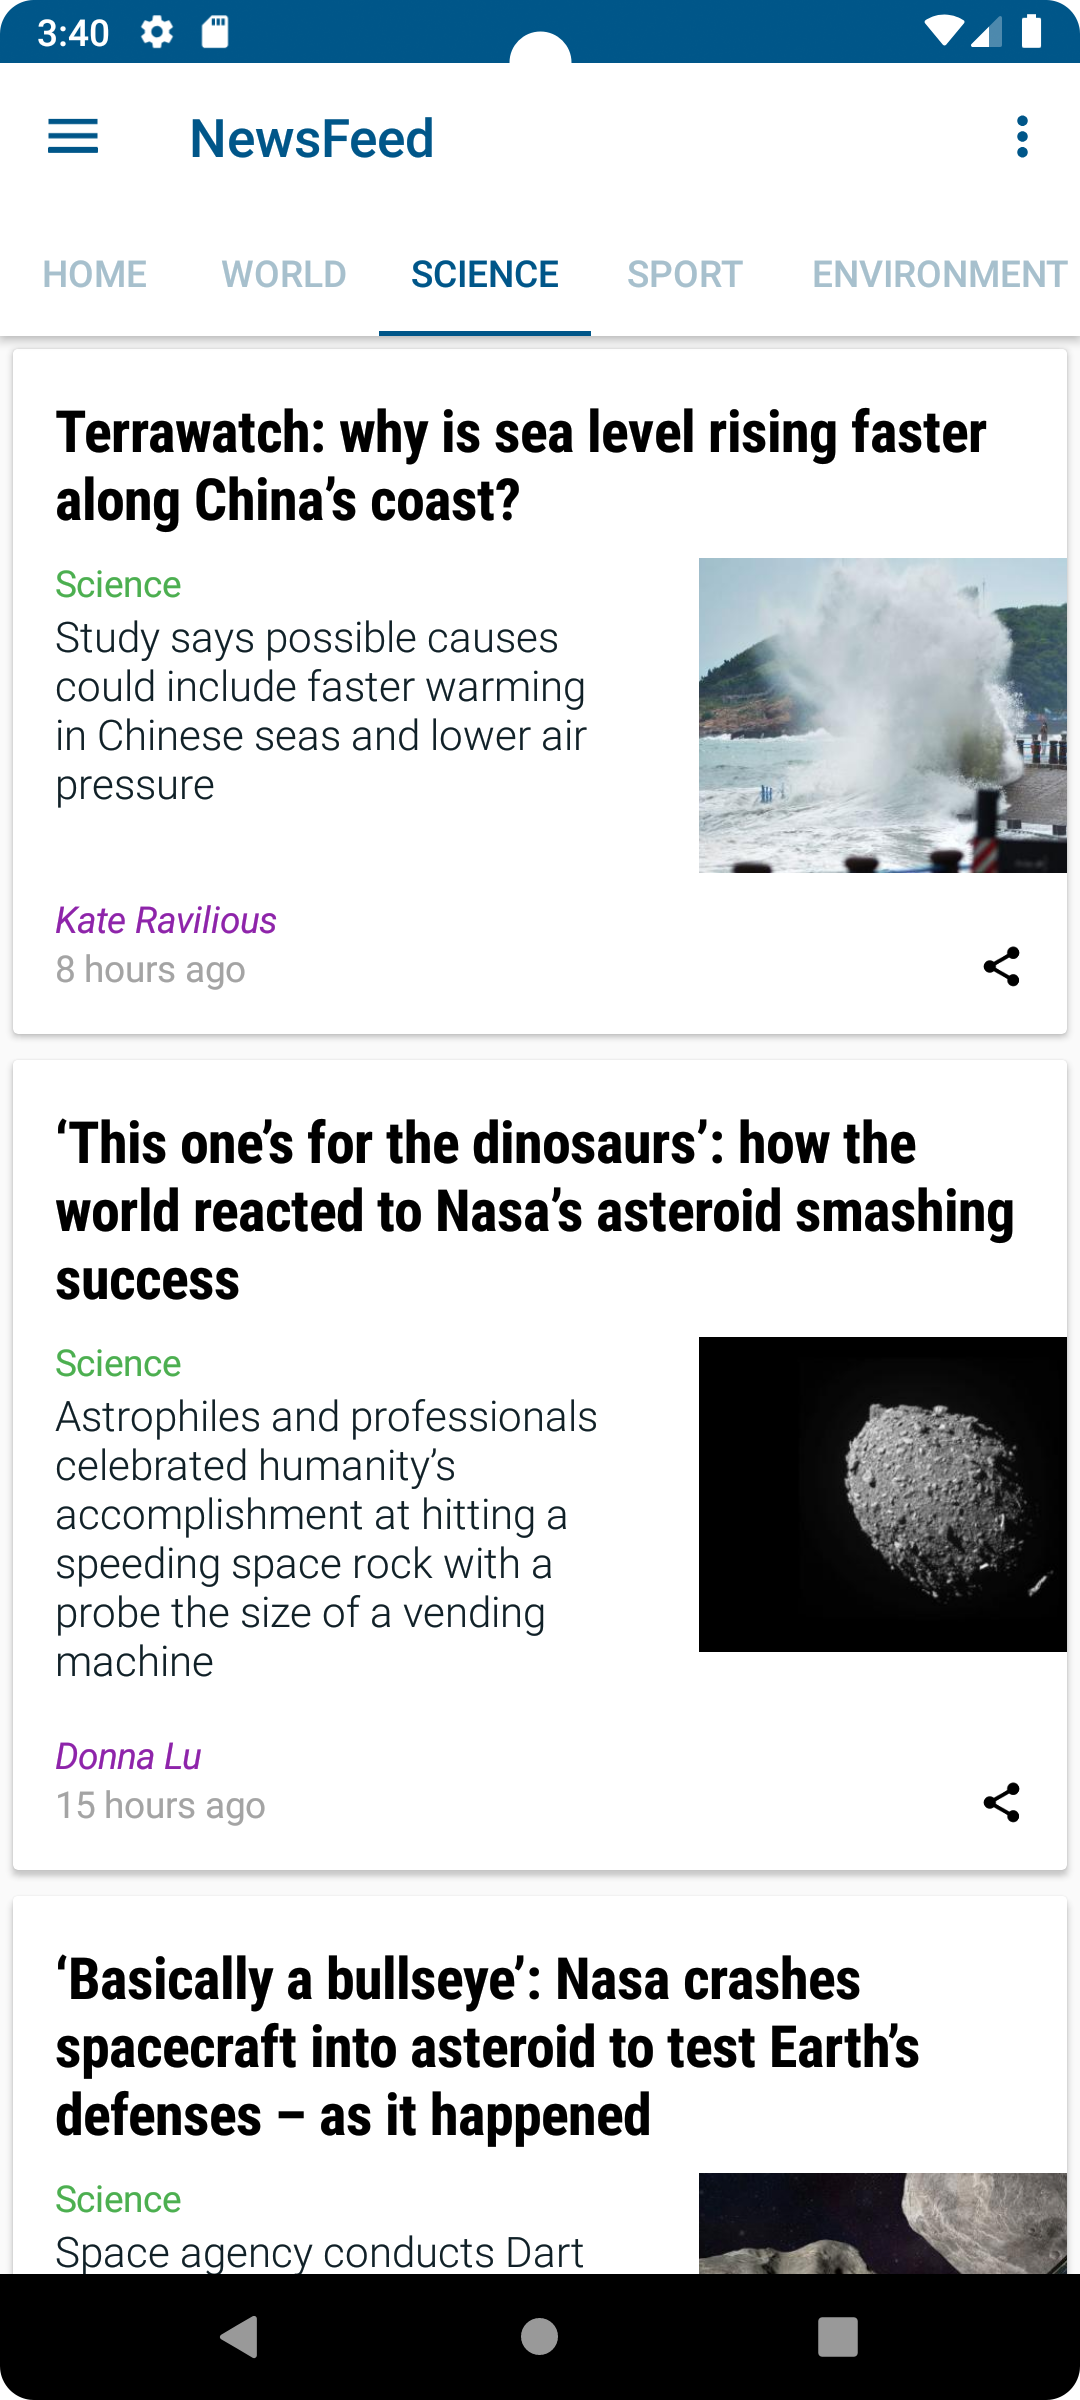 3:40
NewsFeed
HOME WORLD SCIENCE SPORT ENVIRONMENT
Terrawatch: why is sea level rising faster
along China’s coast?
Science
Study says possible causes
could include faster warming
in Chinese seas and lower air
pressure
Kate Ravilious
8 hours ago
‘This one’s for the dinosaurs’: how the
world reacted to Nasa’s asteroid smashing
success
Science
Astrophiles and professionals
celebrated humanity’s
accomplishment at hitting a
speeding space rock with a
probe the size of a vending
machine
Donna Lu
15 hours ago
‘Basically a bullseye’: Nasa crashes
spacecraft into asteroid to test Earth’s
defenses – as it happened
Science
Space agency conducts Dart